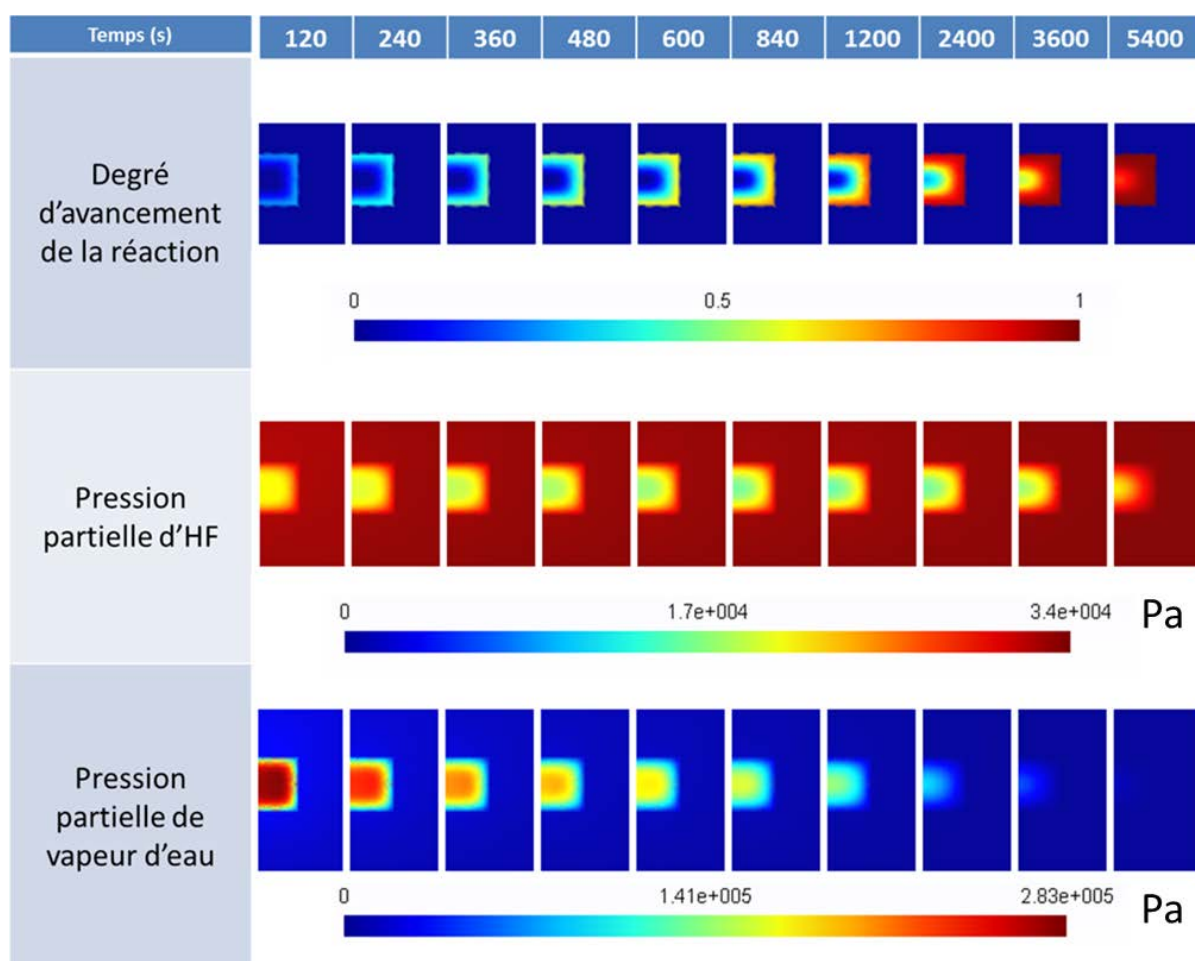 Temps (s) 120 240 360 480 600 840 1200 2400 3600 5400
Degré
d'avancement
de la réaction
0 0.5 1
Pression
partielle d'HF
0 1.7e+004 3.4e+004 Pa
Pression
partielle de
vapeur d'eau
0 1.41e+005 2.83e+005 Pa